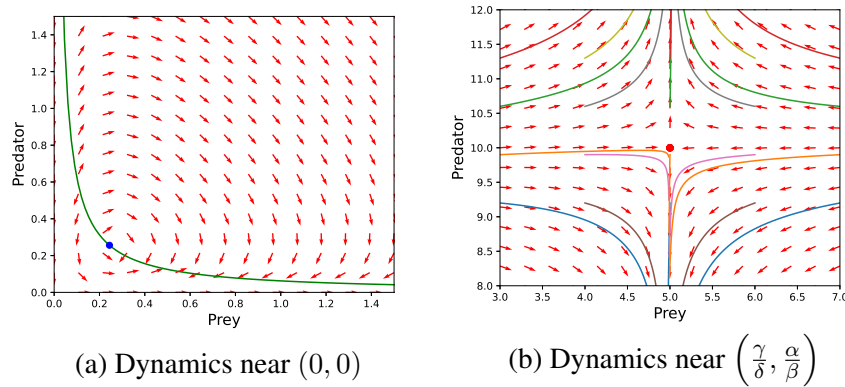 1.4
1.2
1.0
0.8
0.6
0.4
0.2
0.0
Predator
0.0 0.2 0.4 0.6 0.8 1.0 1.2 1.4
Prey
(a) Dynamics near (0, 0)
12.0
11.5
11.0
10.5
10.0
9.5
9.0
8.5
8.0
Predator
3.0 3.5 4.0 4.5 5.0 5.5 6.0 6.5 7.0
Prey
(b) Dynamics near (γ/δ, α/β)